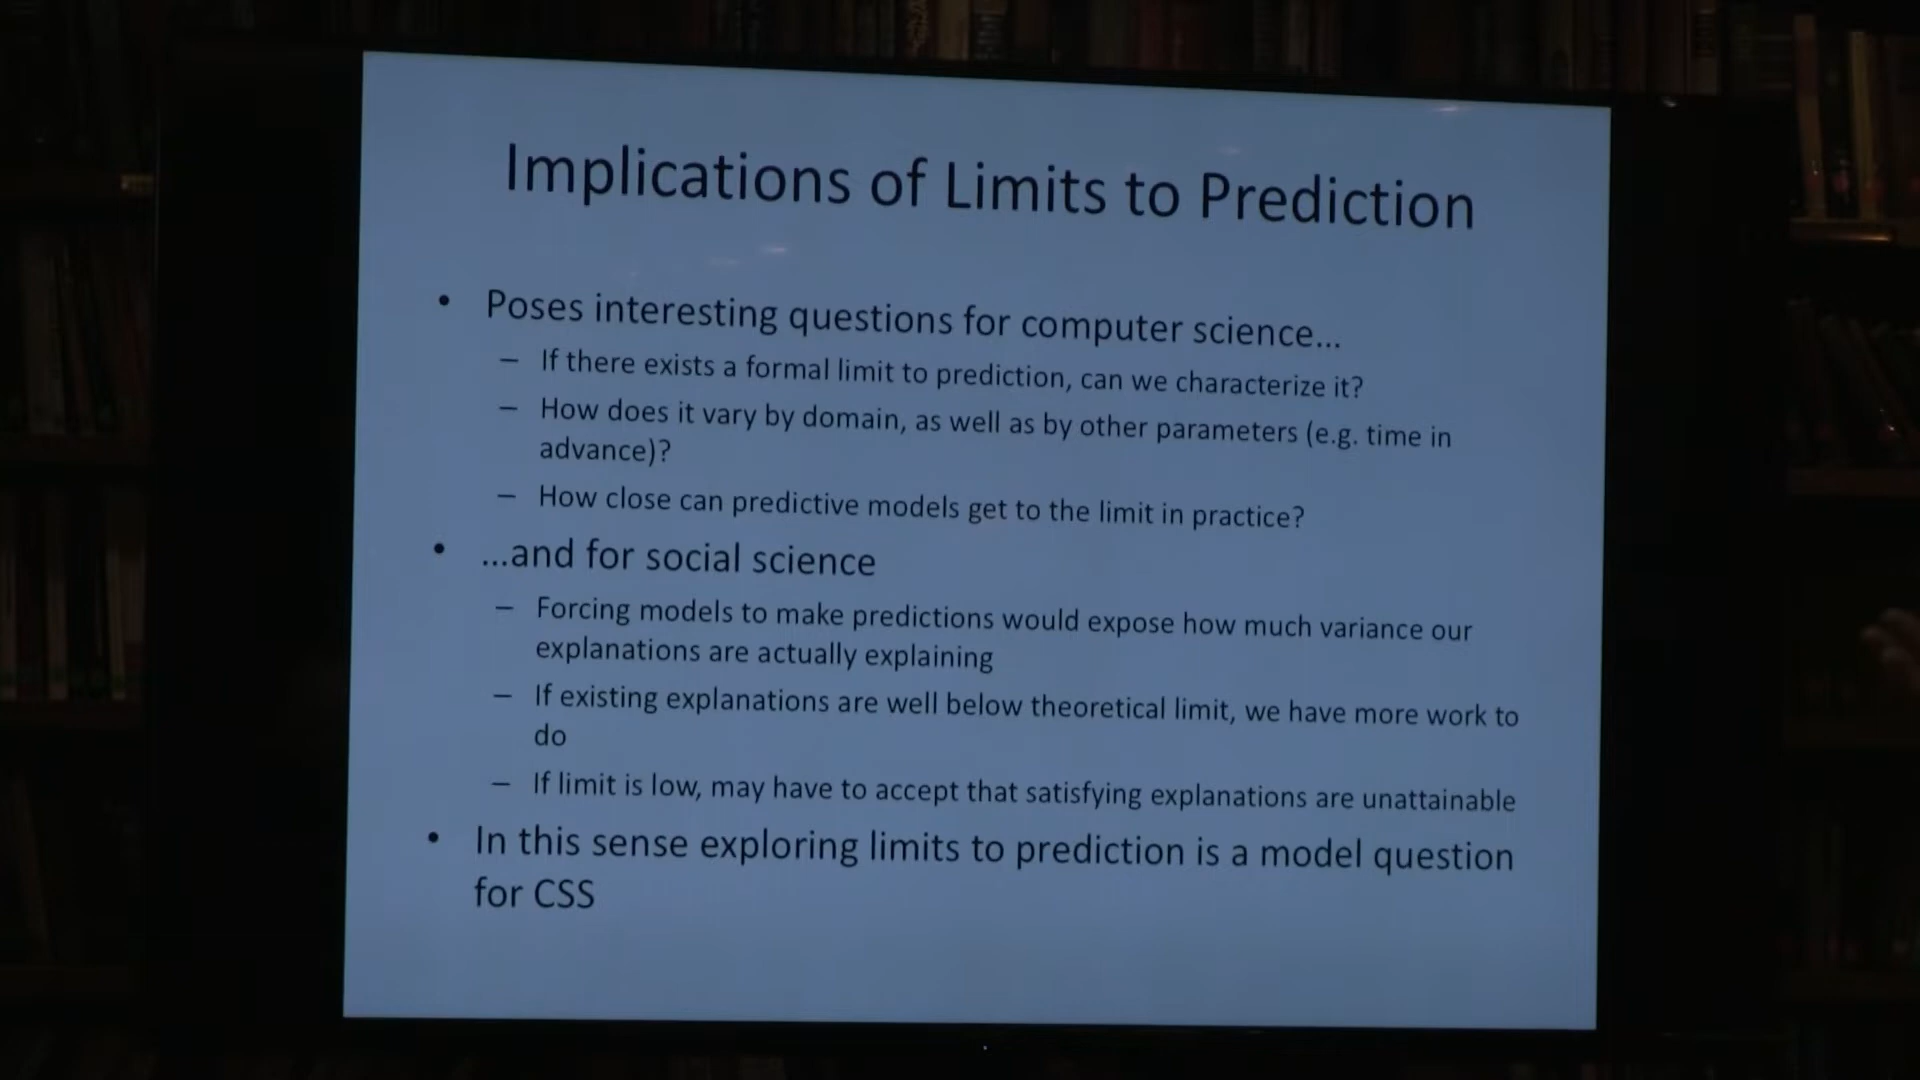 Implications of Limits to Prediction
• Poses interesting questions for computer science...
– If there exists a formal limit to prediction, can we characterize it?
– How does it vary by domain, as well as by other parameters (e.g. time in
advance)?
– How close can predictive models get to the limit in practice?
• ...and for social science
– Forcing models to make predictions would expose how much variance our
explanations are actually explaining
– If existing explanations are well below theoretical limit, we have more work to
do
– If limit is low, may have to accept that satisfying explanations are unattainable
• In this sense exploring limits to prediction is a model question
for CSS